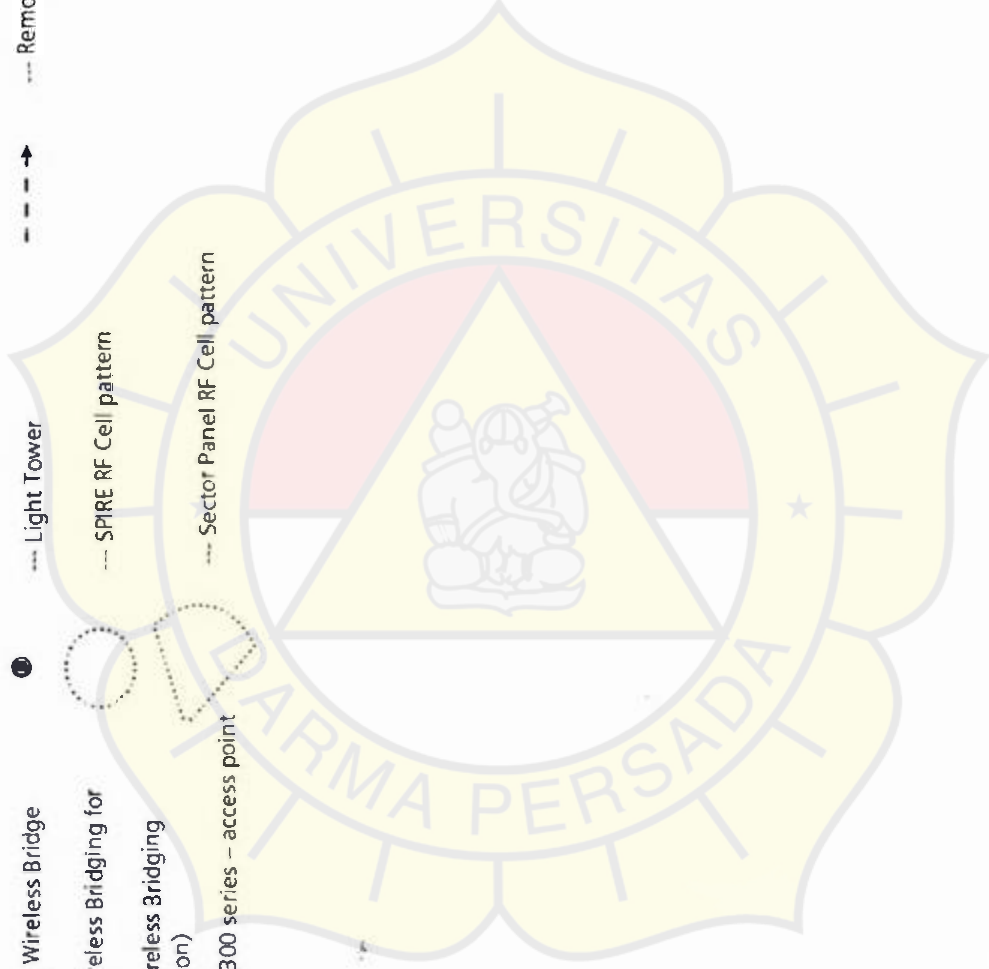 Wireless Bridge
--- Light Tower
--- Remo
eless Bridging for
--- SPIRE RF Cell pattern
reless Bridging
on)
--- Sector Panel RF Cell pattern
300 series – access point
UNIVERSITAS
DARMA PERSADA